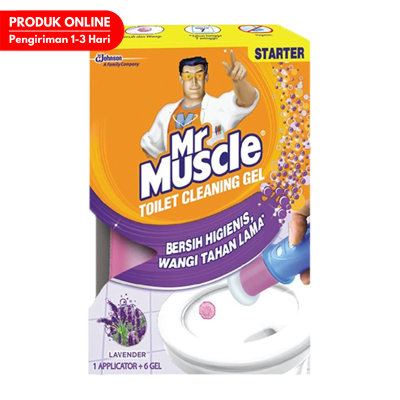 PRODUK ONLINE
Pengiriman 1-3 Hari
STARTER
Johnson
A Family Company
Mr
Muscle®
TOILET CLEANING GEL
BERSIH HIGIENIS,
WANGI TAHAN LAMA*
LAVENDER
1 APPLICATOR + 6 GEL